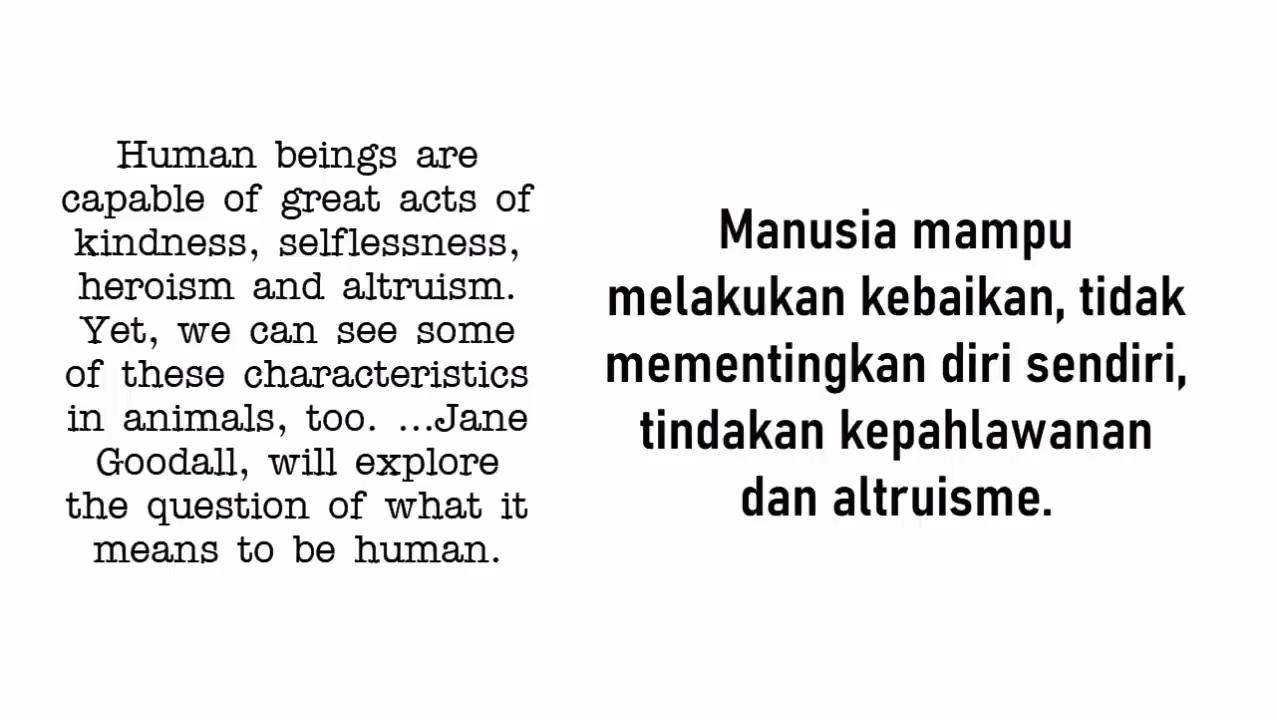 Human beings are
capable of great acts of
kindness, selflessness,
heroism and altruism.
Yet, we can see some
of these characteristics
in animals, too. ...Jane
Goodall, will explore
the question of what it
means to be human.
Manusia mampu
melakukan kebaikan, tidak
mementingkan diri sendiri,
tindakan kepahlawanan
dan altruisme.